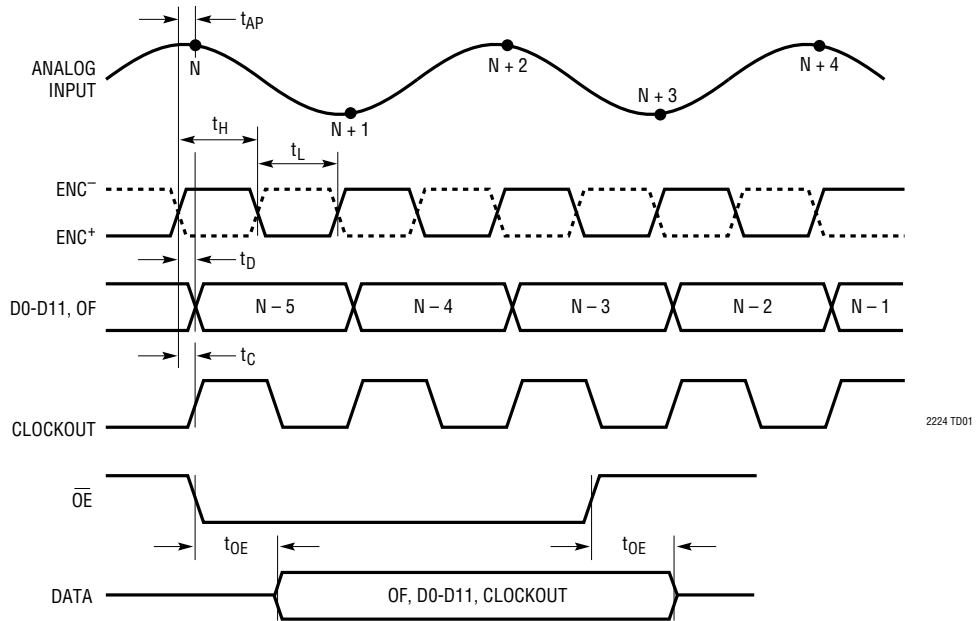 tAP
ANALOG
INPUT
N
N + 1
N + 2
N + 3
N + 4
tH
tL
ENC–
ENC+
tD
D0-D11, OF
N – 5
N – 4
N – 3
N – 2
N – 1
tC
CLOCKOUT
2224 TD01
OE
tOE
tOE
DATA
OF, D0-D11, CLOCKOUT